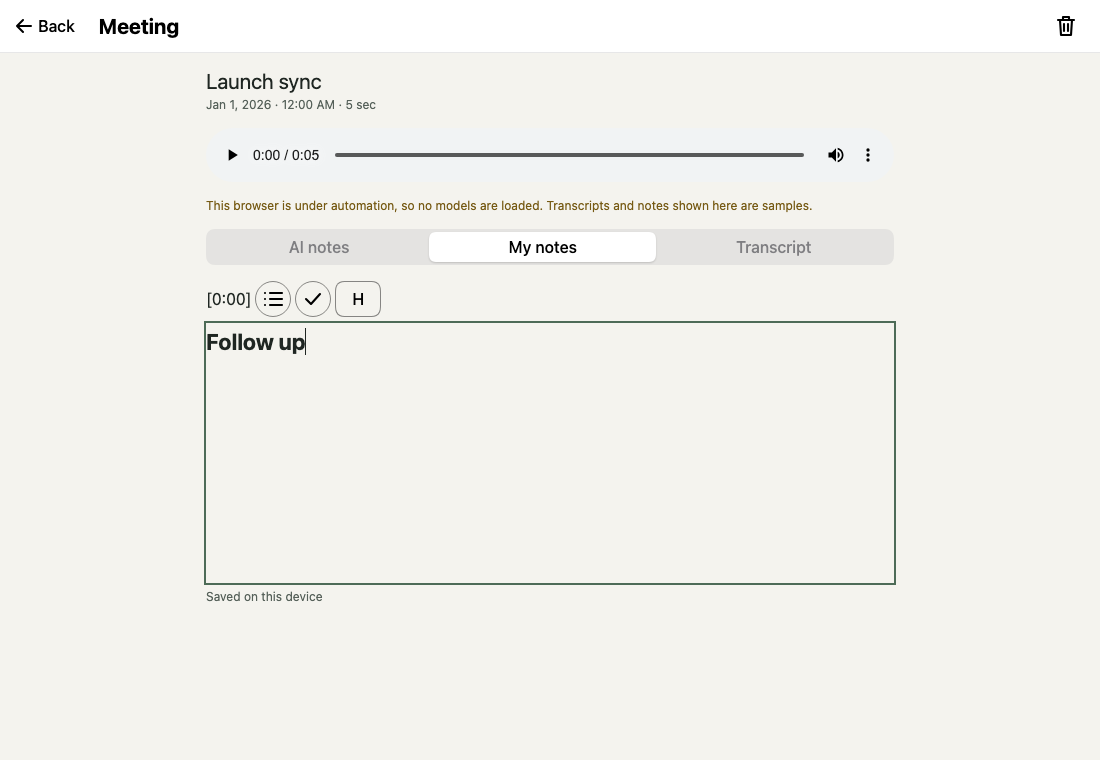 Back Meeting
Launch sync
Jan 1, 2026 · 12:00 AM · 5 sec
0:00 / 0:05
This browser is under automation, so no models are loaded. Transcripts and notes shown here are samples.
AI notes My notes Transcript
[0:00] H
Follow up
Saved on this device